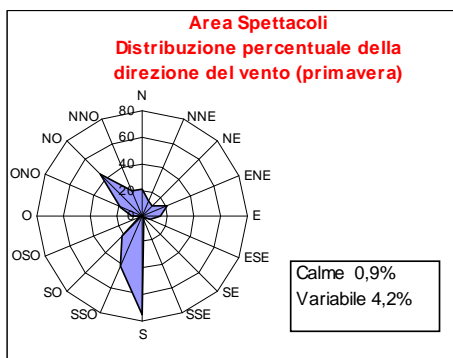 Area Spettacoli
Distribuzione percentuale della
direzione del vento (primavera)
N
NNO
NNE
80
NO
NE
60
40
ONO
ENE
20
O
0
E
OSO
ESE
SO
SE
SSO
SSE
S
Calme 0,9%
Variabile 4,2%